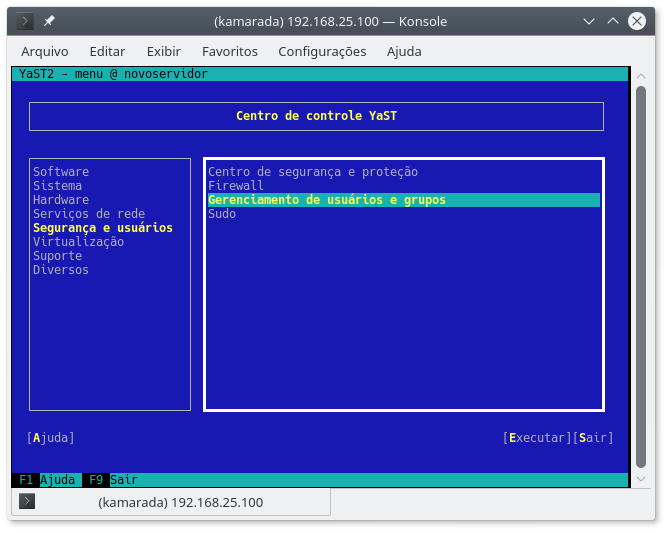 (kamarada) 192.168.25.100 — Konsole
Arquivo Editar Exibir Favoritos Configurações Ajuda
YaST2 - menu @ novoservidor
Centro de controle YaST
Software
Sistema
Hardware
Serviços de rede
Segurança e usuários
Virtualização
Suporte
Diversos
Centro de segurança e proteção
Firewall
Gerenciamento de usuários e grupos
Sudo
[Ajuda] [Executar][Sair]
F1 Ajuda F9 Sair
(kamarada) 192.168.25.100